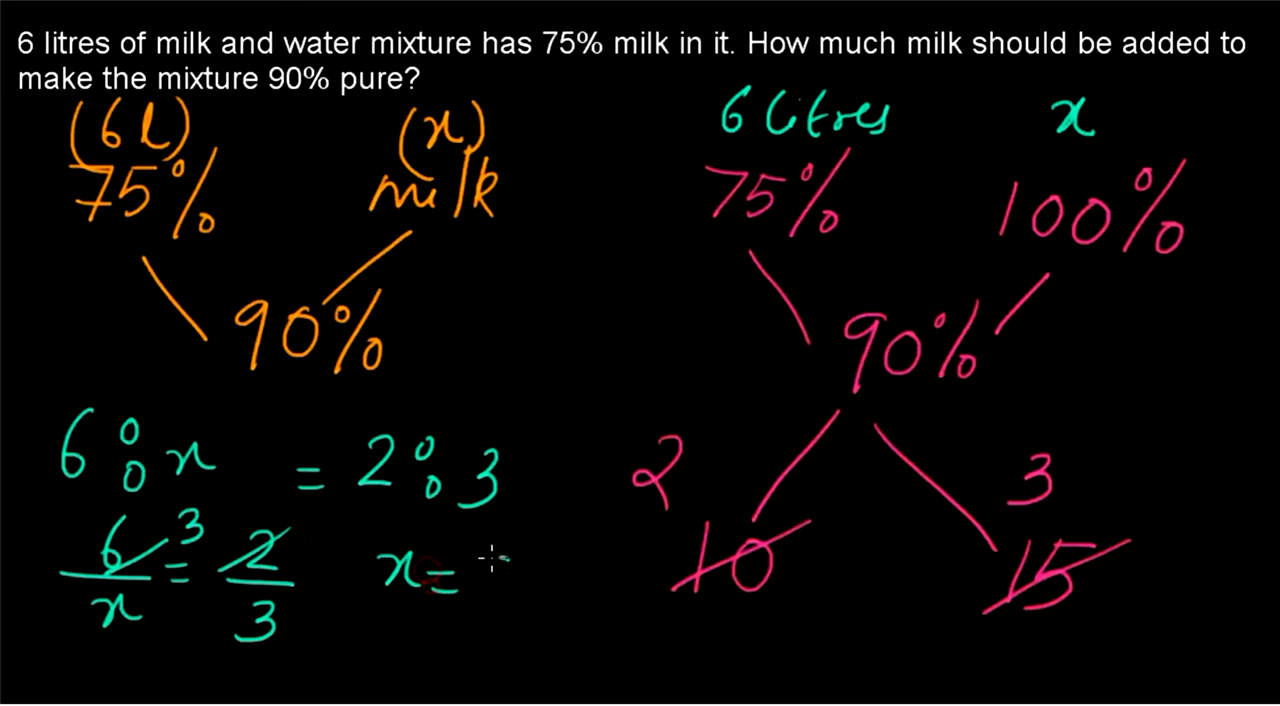 6 litres of milk and water mixture has 75% milk in it. How much milk should be added to
make the mixture 90% pure?
(6 l) (x)
75% milk
90%
6 litres x
75% 100%
90%
2 3
10 15
6 : x = 2 : 3
6 3 = 2
x 3
x =